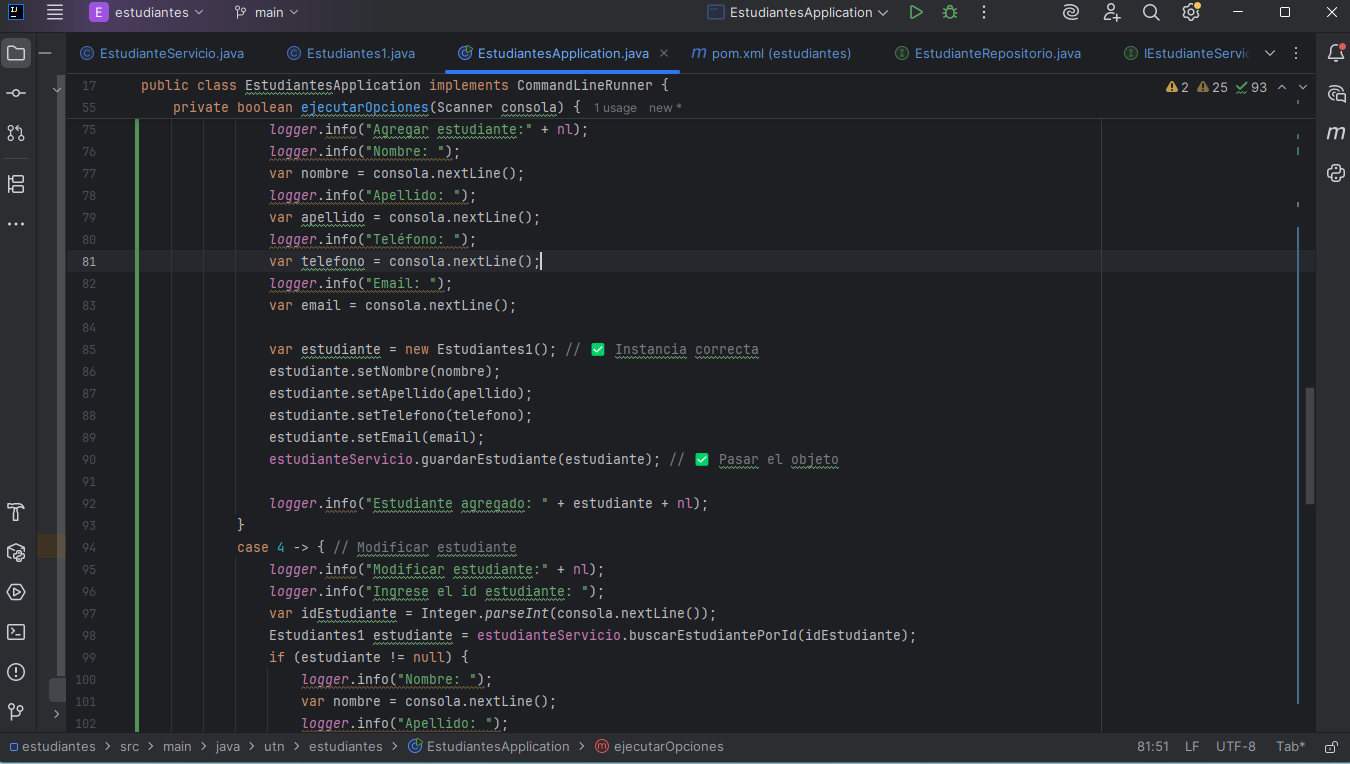 E estudiantes main EstudiantesApplication
EstudianteServicio.java Estudiantes1.java EstudiantesApplication.java pom.xml (estudiantes) EstudianteRepositorio.java IEstudianteServic
17 public class EstudiantesApplication implements CommandLineRunner { 2 25 93
55 private boolean ejecutarOpciones(Scanner consola) { 1 usage new *
75 logger.info("Agregar estudiante:" + nl);
76 logger.info("Nombre: ");
77 var nombre = consola.nextLine();
78 logger.info("Apellido: ");
79 var apellido = consola.nextLine();
80 logger.info("Teléfono: ");
81 var telefono = consola.nextLine();
82 logger.info("Email: ");
83 var email = consola.nextLine();
84
85 var estudiante = new Estudiantes1(); // ✅ Instancia correcta
86 estudiante.setNombre(nombre);
87 estudiante.setApellido(apellido);
88 estudiante.setTelefono(telefono);
89 estudiante.setEmail(email);
90 estudianteServicio.guardarEstudiante(estudiante); // ✅ Pasar el objeto
91
92 logger.info("Estudiante agregado: " + estudiante + nl);
93 }
94 case 4 -> { // Modificar estudiante
95 logger.info("Modificar estudiante:" + nl);
96 logger.info("Ingrese el id estudiante: ");
97 var idEstudiante = Integer.parseInt(consola.nextLine());
98 Estudiantes1 estudiante = estudianteServicio.buscarEstudiantePorId(idEstudiante);
99 if (estudiante != null) {
100 logger.info("Nombre: ");
101 var nombre = consola.nextLine();
102 logger.info("Apellido: ");
estudiantes > src > main > java > utn > estudiantes > EstudiantesApplication > ejecutarOpciones 81:51 LF UTF-8 Tab*